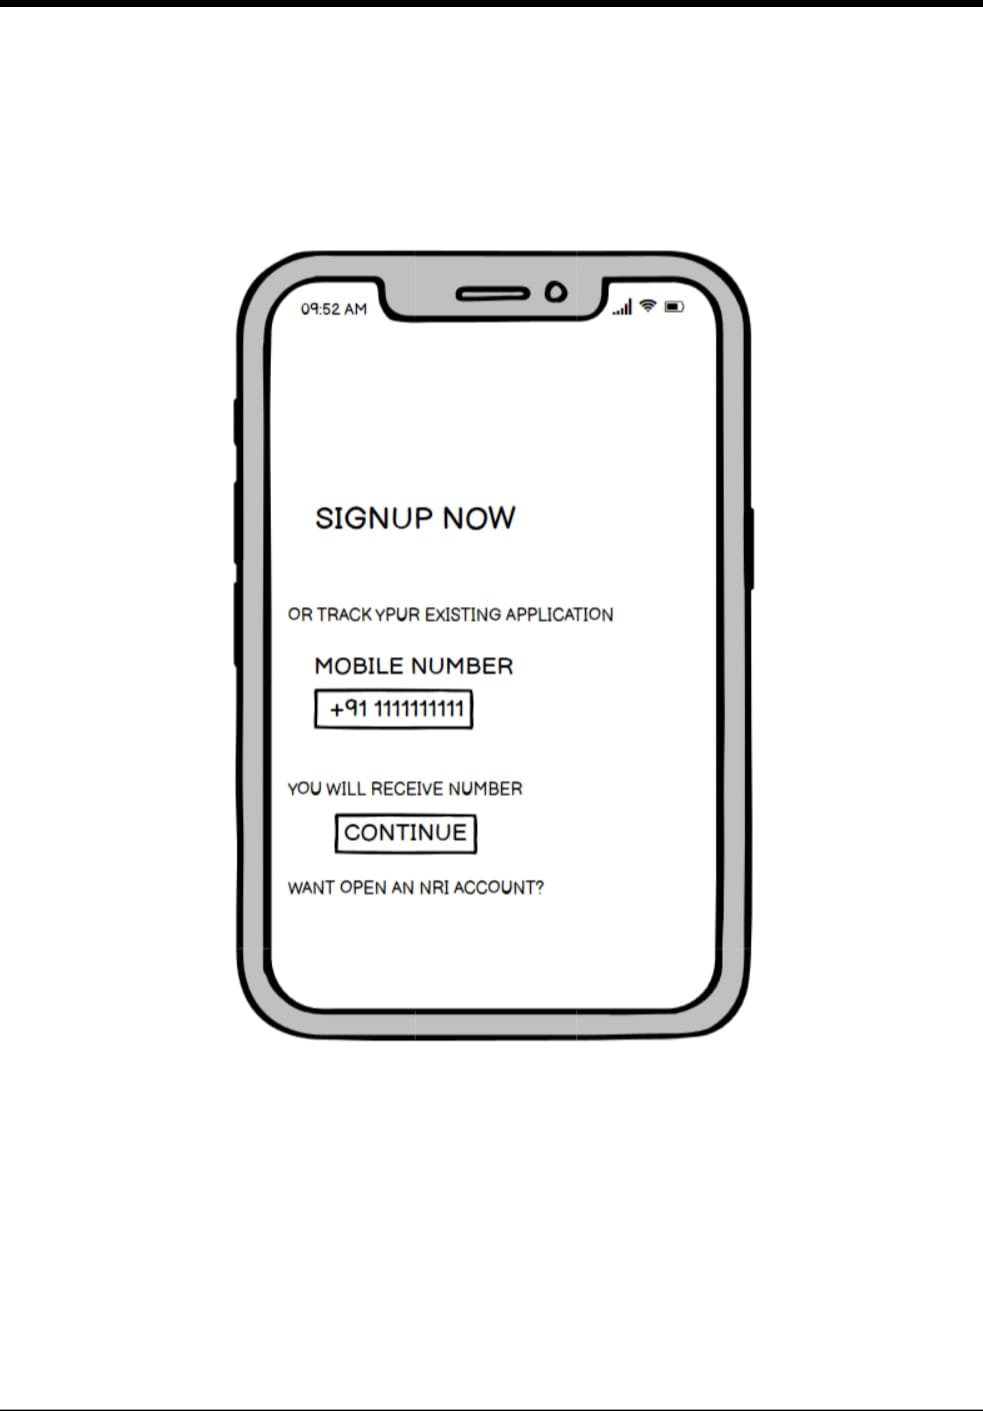 09:52 AM
SIGNUP NOW
OR TRACK YPUR EXISTING APPLICATION
MOBILE NUMBER
+91 1111111111
YOU WILL RECEIVE NUMBER
CONTINUE
WANT OPEN AN NRI ACCOUNT?